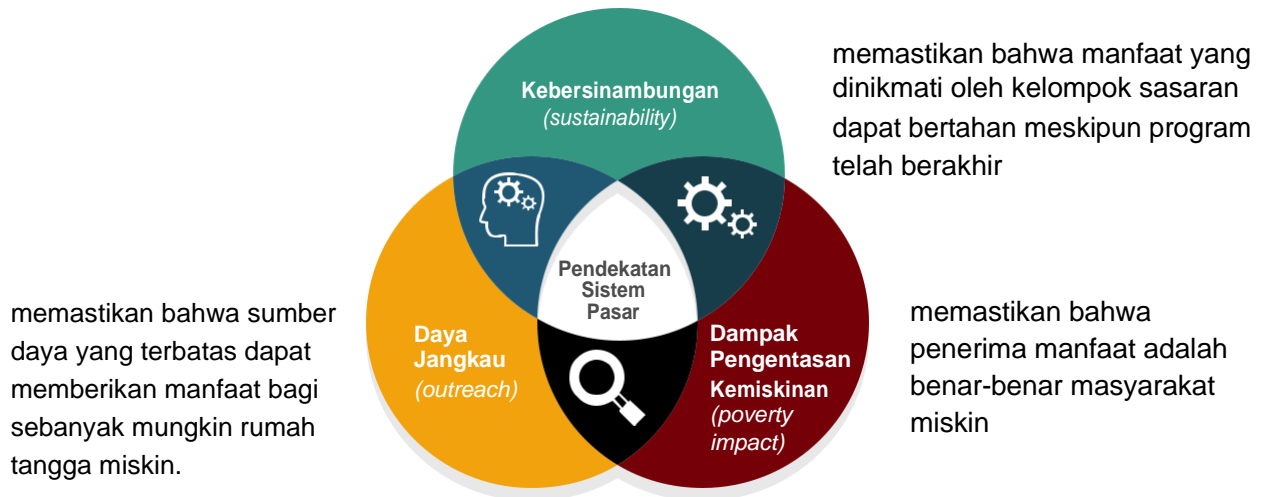 Kebersinambungan
(sustainability)
memastikan bahwa manfaat yang
dinikmati oleh kelompok sasaran
dapat bertahan meskipun program
telah berakhir
Pendekatan
Sistem
Pasar
memastikan bahwa sumber
daya yang terbatas dapat
memberikan manfaat bagi
sebanyak mungkin rumah
tangga miskin.
Daya
Jangkau
(outreach)
Dampak
Pengentasan
Kemiskinan
(poverty
impact)
memastikan bahwa
penerima manfaat adalah
benar-benar masyarakat
miskin